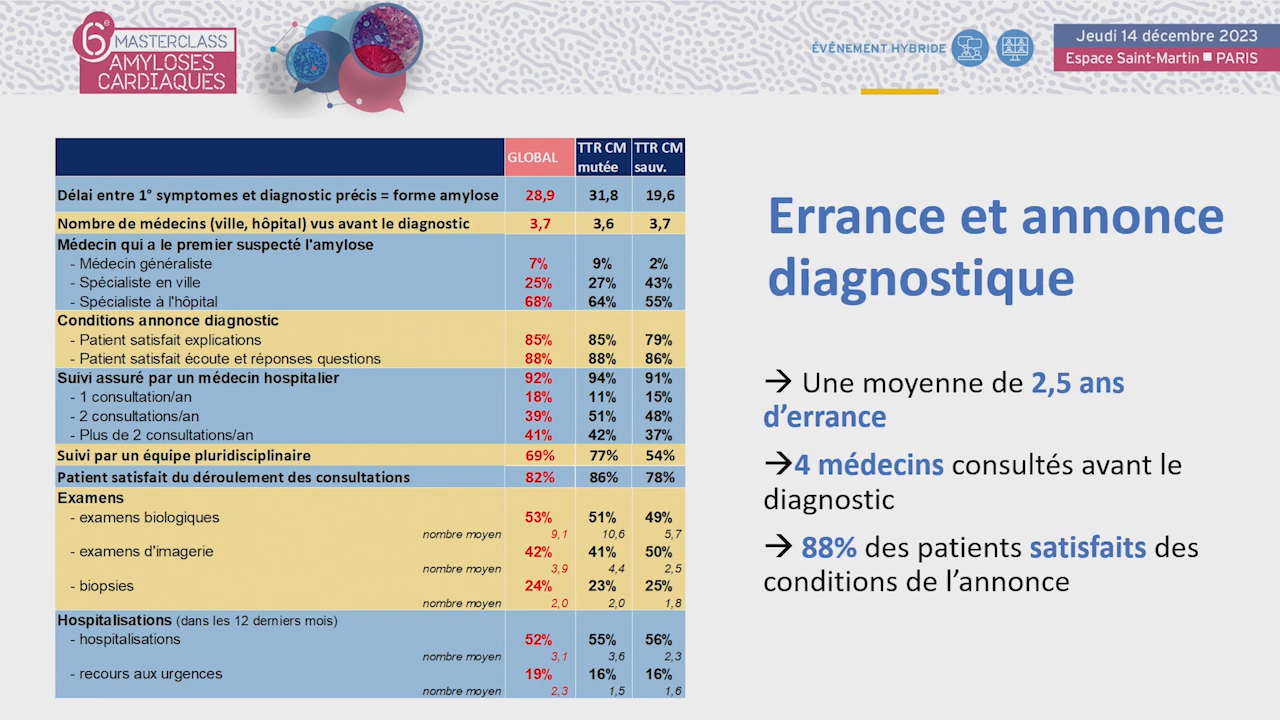 6e MASTERCLASS
AMYLOSES
CARDIAQUES
ÉVÉNEMENT HYBRIDE
Jeudi 14 décembre 2023
Espace Saint-Martin ■ PARIS
GLOBAL TTR CM mutée TTR CM sauv.
Délai entre 1° symptomes et diagnostic précis = forme amylose 28,9 31,8 19,6
Nombre de médecins (ville, hôpital) vus avant le diagnostic 3,7 3,6 3,7
Médecin qui a le premier suspecté l'amylose
- Médecin généraliste 7% 9% 2%
- Spécialiste en ville 25% 27% 43%
- Spécialiste à l'hôpital 68% 64% 55%
Conditions annonce diagnostic
- Patient satisfait explications 85% 85% 79%
- Patient satisfait écoute et réponses questions 88% 88% 86%
Suivi assuré par un médecin hospitalier 92% 94% 91%
- 1 consultation/an 18% 11% 15%
- 2 consultations/an 39% 51% 48%
- Plus de 2 consultations/an 41% 42% 37%
Suivi par un équipe pluridisciplinaire 69% 77% 54%
Patient satisfait du déroulement des consultations 82% 86% 78%
Examens
- examens biologiques 53% 51% 49%
nombre moyen 9,1 10,6 5,7
- examens d'imagerie 42% 41% 50%
nombre moyen 3,9 4,4 2,5
- biopsies 24% 23% 25%
nombre moyen 2,0 2,0 1,8
Hospitalisations (dans les 12 derniers mois)
- hospitalisations 52% 55% 56%
nombre moyen 3,1 3,6 2,3
- recours aux urgences 19% 16% 16%
nombre moyen 2,3 1,5 1,6
Errance et annonce
diagnostique
→ Une moyenne de 2,5 ans
d’errance
→4 médecins consultés avant le
diagnostic
→ 88% des patients satisfaits des
conditions de l’annonce